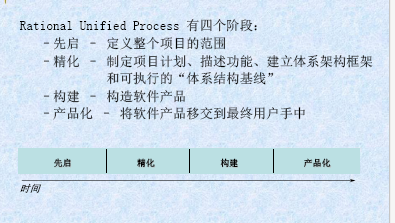 Rational Unified Process 有四个阶段：
-先启 - 定义整个项目的范围
-精化 - 制定项目计划、描述功能、建立体系架构框架
和可执行的“体系结构基线”
-构建 - 构造软件产品
-产品化 - 将软件产品移交到最终用户手中
先启 精化 构建 产品化
时间